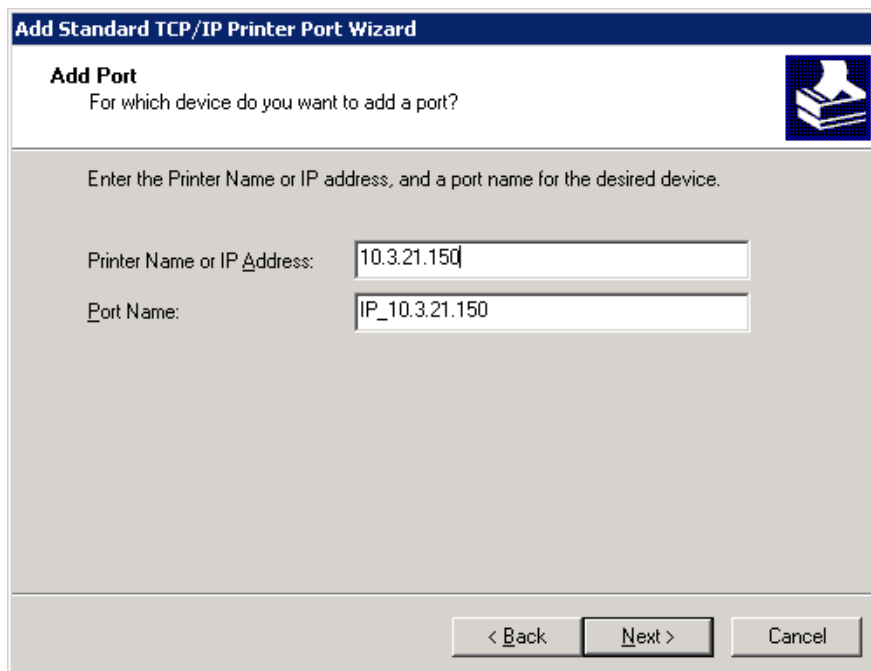 Add Standard TCP/IP Printer Port Wizard
Add Port
For which device do you want to add a port?
Enter the Printer Name or IP address, and a port name for the desired device.
Printer Name or IP Address: 10.3.21.150
Port Name: IP_10.3.21.150
< Back Next > Cancel